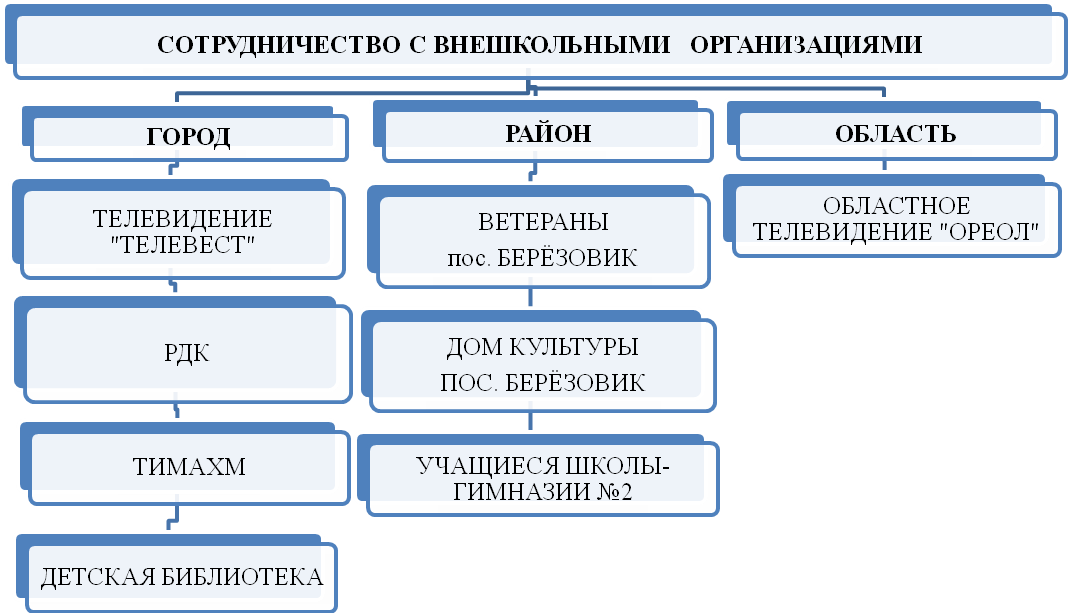 СОТРУДНИЧЕСТВО С ВНЕШКОЛЬНЫМИ ОРГАНИЗАЦИЯМИ
ГОРОД
ТЕЛЕВИДЕНИЕ
"ТЕЛЕВЕСТ"
РДК
ТИМАХМ
ДЕТСКАЯ БИБЛИОТЕКА
РАЙОН
ВЕТЕРАНЫ
пос. БЕРЁЗОВИК
ДОМ КУЛЬТУРЫ
ПОС. БЕРЁЗОВИК
УЧАЩИЕСЯ ШКОЛЫ-
ГИМНАЗИИ №2
ОБЛАСТЬ
ОБЛАСТНОЕ
ТЕЛЕВИДЕНИЕ "ОРЕОЛ"